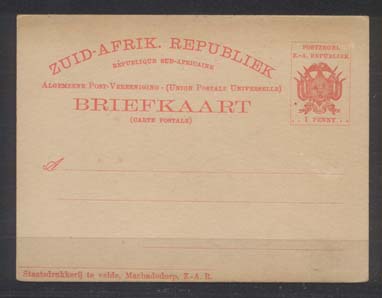 ZUID-AFRIK. REPUBLIEK
RÉPUBLIQUE SUD-AFRICAINE
ALGEMEENE POST-VEREENIGING - (UNION POSTALE UNIVERSELLE)
BRIEFKAART
(CARTE POSTALE)
POSTZEGEL
Z.-A. REPUBLIEK.
1 PENNY
A
Staatsdrukkerij te velde, Machadodorp, Z.-A. R.